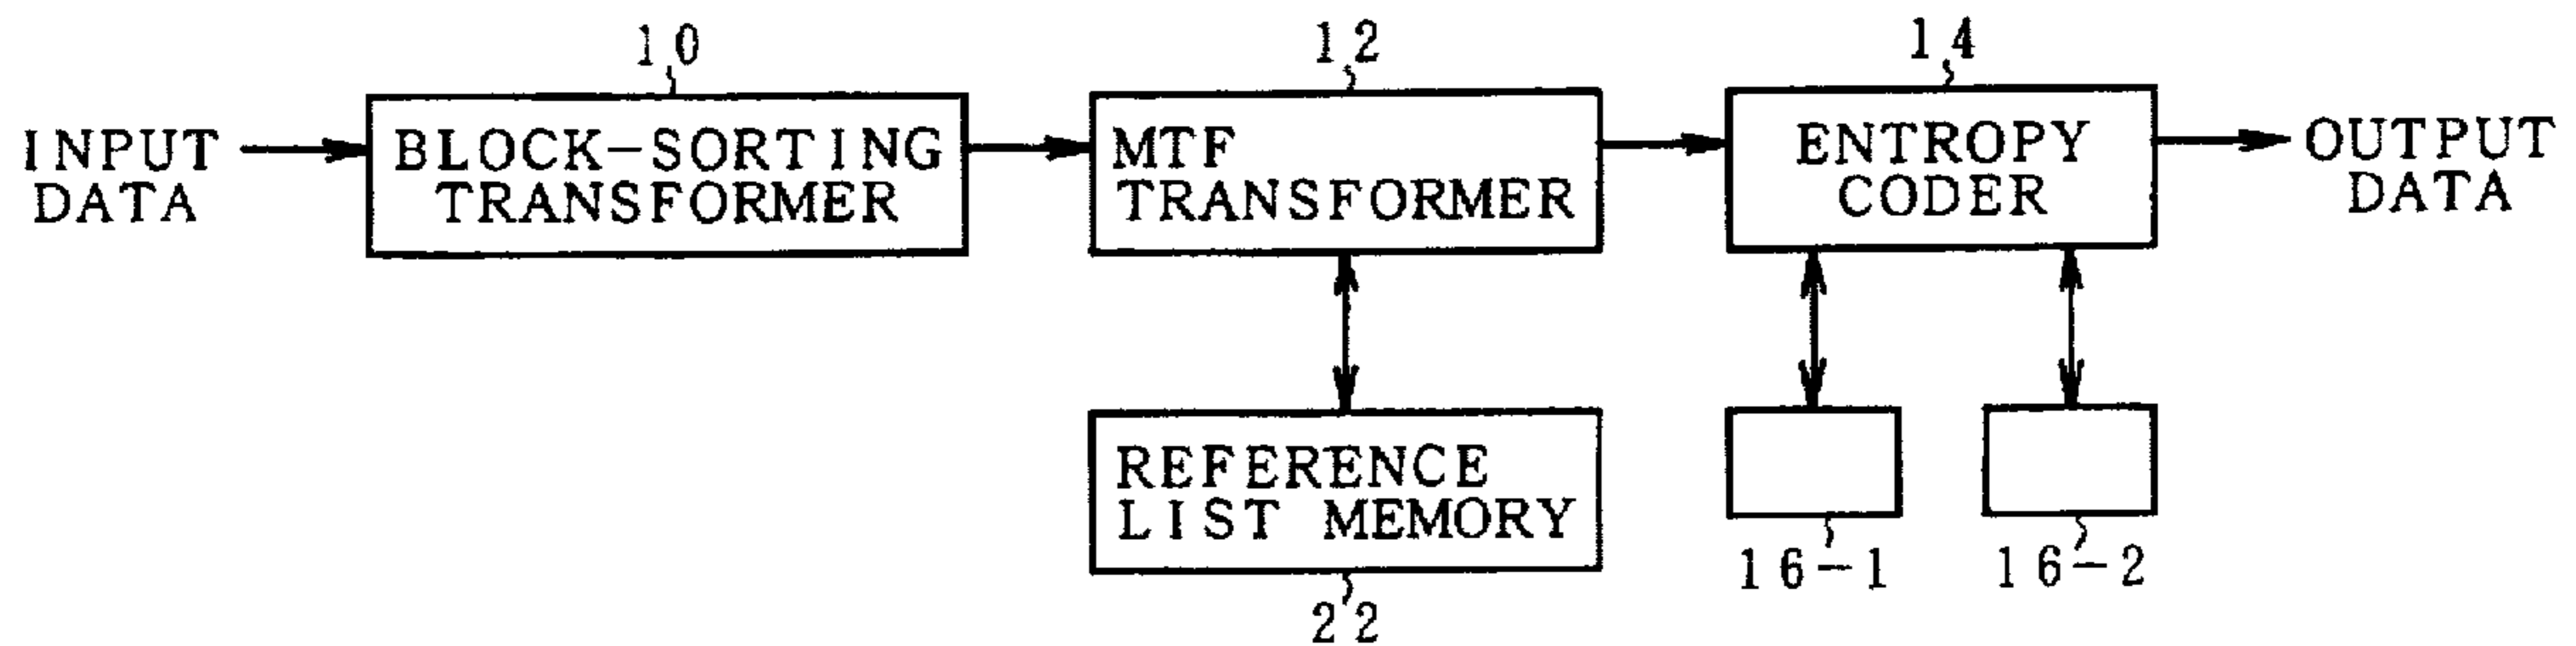 10
12
14
INPUT
DATA
BLOCK-SORTING
TRANSFORMER
MTF
TRANSFORMER
ENTROPY
CODER
OUTPUT
DATA
REFERENCE
LIST MEMORY
16-1
16-2
22